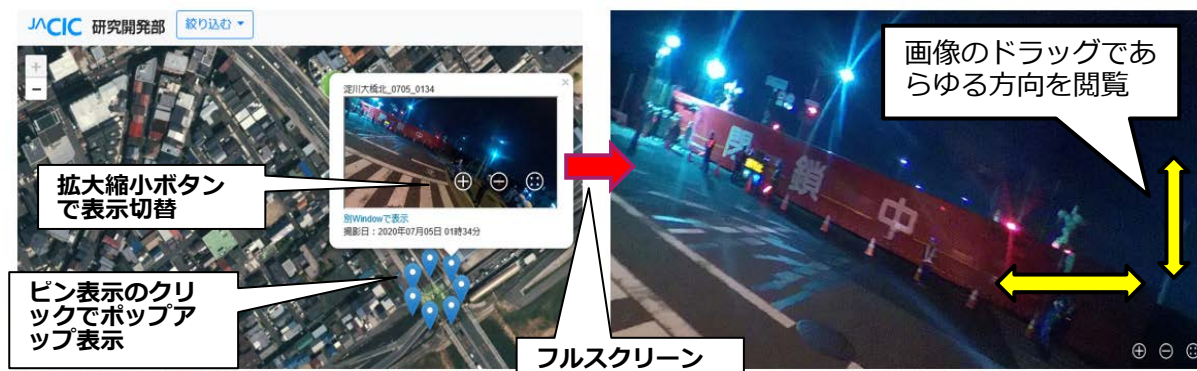 JACIC 研究開発部
絞り込む
+
−
淀川大橋北_0705_0134
×
別Windowで表示
撮影日：2020年07月05日 01時34分
拡大縮小ボタン
で表示切替
ピン表示のクリ
ックでポップア
ップ表示
フルスクリーン
閉鎖中
画像のドラッグであ
らゆる方向を閲覧